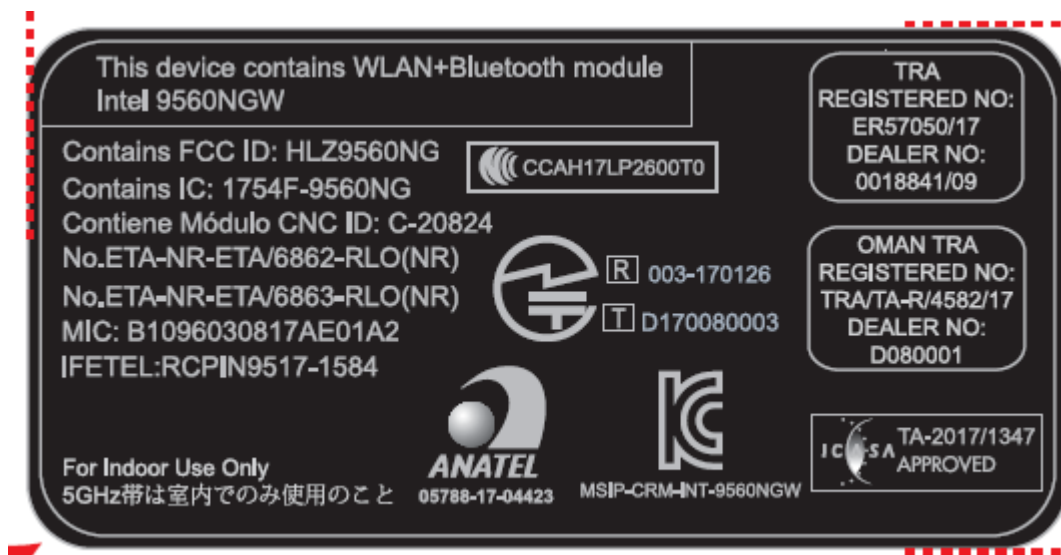 This device contains WLAN+Bluetooth module
Intel 9560NGW
Contains FCC ID: HLZ9560NG
Contains IC: 1754F-9560NG
Contiene Módulo CNC ID: C-20824
No.ETA-NR-ETA/6862-RLO(NR)
No.ETA-NR-ETA/6863-RLO(NR)
MIC: B1096030817AE01A2
IFETEL:RCPIN9517-1584
For Indoor Use Only
5GHz帯は室内でのみ使用のこと
CCAH17LP2600T0
R 003-170126
T D170080003
ANATEL
05788-17-04423
MSIP-CRM-INT-9560NGW
TRA
REGISTERED NO:
ER57050/17
DEALER NO:
0018841/09
OMAN TRA
REGISTERED NO:
TRA/TA-R/4582/17
DEALER NO:
D080001
ICASA TA-2017/1347
APPROVED